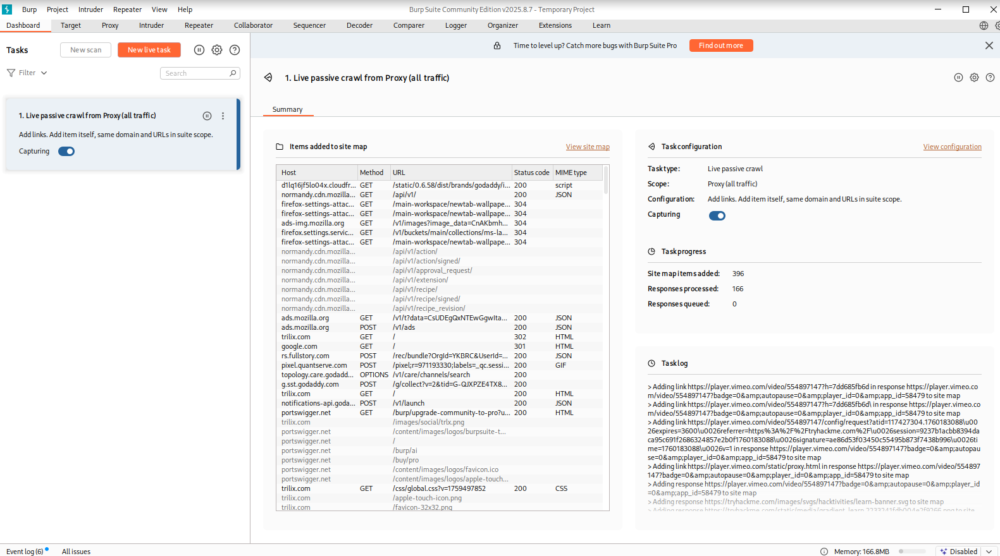 Burp Project Intruder Repeater View Help
Burp Suite Community Edition v2025.8.7 - Temporary Project
Dashboard Target Proxy Intruder Repeater Collaborator Sequencer Decoder Comparer Logger Organizer Extensions Learn
Tasks
New scan
New live task
Filter
Search
1. Live passive crawl from Proxy (all traffic)
Add links. Add item itself, same domain and URLs in suite scope.
Capturing
Time to level up? Catch more bugs with Burp Suite Pro
Find out more
1. Live passive crawl from Proxy (all traffic)
Summary
Items added to site map
View site map
Host Method URL Status code MIME type
d1lq16jf5lo04x.cloudfr... GET /static/0.6.58/dist/brands/godaddy/i... 200 script
normandy.cdn.mozilla... GET /api/v1/ 200 JSON
firefox-settings-attac... GET /main-workspace/newtab-wallpape... 304
firefox-settings-attac... GET /main-workspace/newtab-wallpape... 304
ads-img.mozilla.org GET /v1/images?image_data=CnAKbmh... 304
firefox.settings.servic... GET /v1/buckets/main/collections/ms-la... 304
firefox-settings-attac... GET /main-workspace/newtab-wallpape... 304
normandy.cdn.mozilla... /api/v1/action/
normandy.cdn.mozilla... /api/v1/action/signed/
normandy.cdn.mozilla... /api/v1/approval_request/
normandy.cdn.mozilla... /api/v1/extension/
normandy.cdn.mozilla... /api/v1/recipe/
normandy.cdn.mozilla... /api/v1/recipe/signed/
normandy.cdn.mozilla... /api/v1/recipe_revision/
ads.mozilla.org GET /v1/t?data=CsUDEgQxNTEwGgwIta... 200 JSON
ads.mozilla.org POST /v1/ads 200 JSON
trilix.com GET / 302 HTML
google.com GET / 301 HTML
rs.fullstory.com POST /rec/bundle?OrgId=YKBRC&UserId=... 200 JSON
pixel.quantserve.com POST /pixel;r=971193330;labels=_qc.sessi... 200 GIF
topology.care.godadd... OPTIONS /v1/care/channels/search 200
g.sst.godaddy.com POST /g/collect?v=2&tid=G-QJXPZE4TX8... 200
trilix.com GET / 200 HTML
notifications-api.goda... POST /v1/launch 200 JSON
portswigger.net GET /burp/upgrade-community-to-pro?u... 200 HTML
trilix.com /images/social/trlx.png
portswigger.net /content/images/logos/burpsuite-t...
portswigger.net /
portswigger.net /burp/ai
portswigger.net /buy/pro
portswigger.net /content/images/logos/favicon.ico
portswigger.net /content/images/logos/apple-touch...
trilix.com GET /css/global.css?v=1759497852 200 CSS
trilix.com /apple-touch-icon.png
trilix.com /favicon-32x32.png
Task configuration
View configuration
Task type: Live passive crawl
Scope: Proxy (all traffic)
Configuration: Add links. Add item itself, same domain and URLs in suite scope.
Capturing
Task progress
Site map items added: 396
Responses processed: 166
Responses queued: 0
Task log
> Adding link https://player.vimeo.com/video/554897147?h=7dd685fb6d in response https://player.vimeo.co
m/video/554897147?badge=0&amp;autopause=0&amp;player_id=0&amp;app_id=58479 to site map
> Adding link https://player.vimeo.com/video/554897147?h=7dd685fb6d\ in response https://player.vimeo.co
m/video/554897147?badge=0&amp;autopause=0&amp;player_id=0&amp;app_id=58479 to site map
> Adding link https://player.vimeo.com/video/554897147/config/request?atid=117427304.1760183088\u00
26expires=3600\u0026referrer=https%3A%2F%2Ftryhackme.com%2F\u0026session=9237b1acbb8394da
ca95c691f2686324857e2b0f1760183088\u0026signature=ae86d53f03450c55495b873f7438b996\u0026ti
me=1760183088\u0026v=1 in response https://player.vimeo.com/video/554897147?badge=0&amp;autopau
se=0&amp;player_id=0&amp;app_id=58479 to site map
> Adding link https://player.vimeo.com/static/proxy.html in response https://player.vimeo.com/video/554897
147?badge=0&amp;autopause=0&amp;player_id=0&amp;app_id=58479 to site map
> Adding response https://player.vimeo.com/video/554897147?badge=0&amp;autopause=0&amp;player_id
=0&amp;app_id=58479 to site map
> Adding response https://tryhackme.com/images/svgs/hacktivities/learn-banner.svg to site map
> Adding response https://tryhackme.com/static/media/gradient_learn.2233241fdb004e2f9266.png to site
Event log (6) All issues
Memory: 166.8MB
Disabled